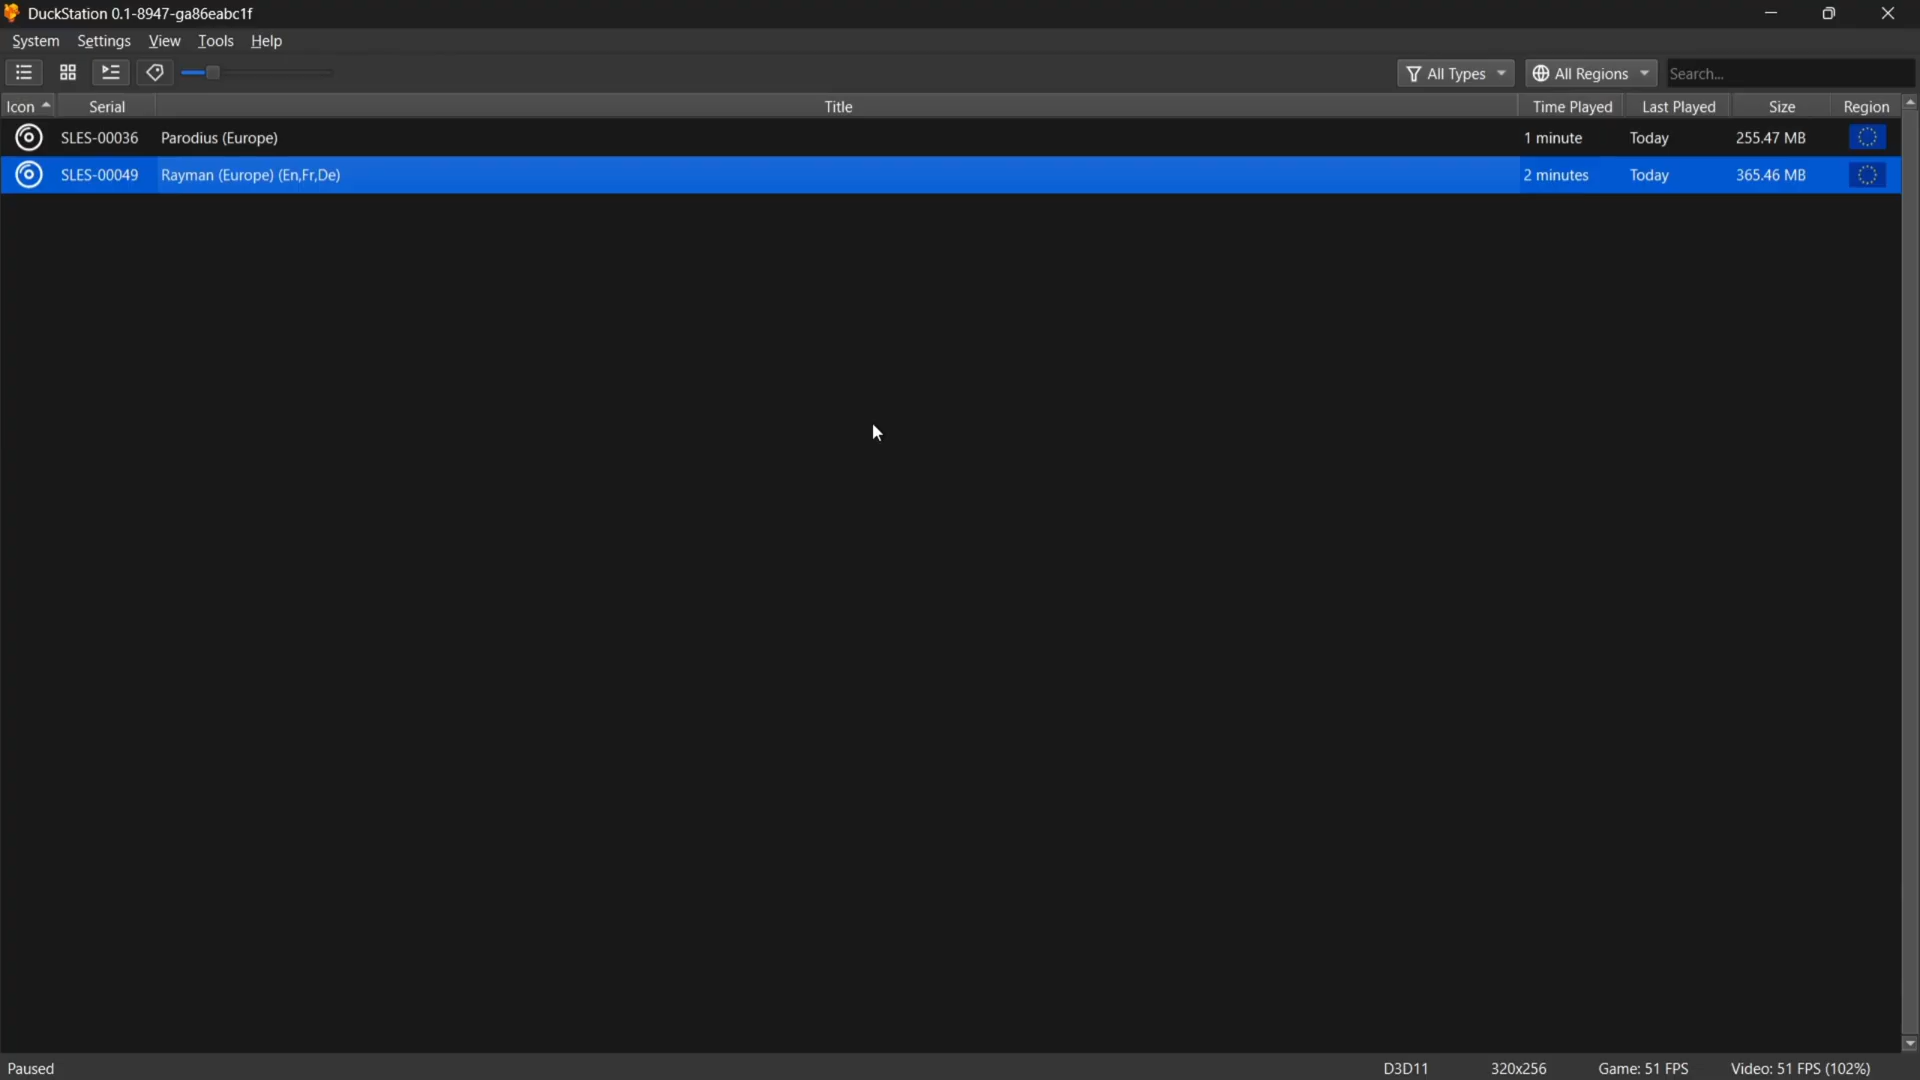 DuckStation 0.1-8947-ga86eabc1f
System Settings View Tools Help
All Types All Regions Search...
Icon Serial Title Time Played Last Played Size Region
SLES-00036 Parodius (Europe) 1 minute Today 255.47 MB
SLES-00049 Rayman (Europe) (En,Fr,De) 2 minutes Today 365.46 MB
Paused D3D11 320x256 Game: 51 FPS Video: 51 FPS (102%)